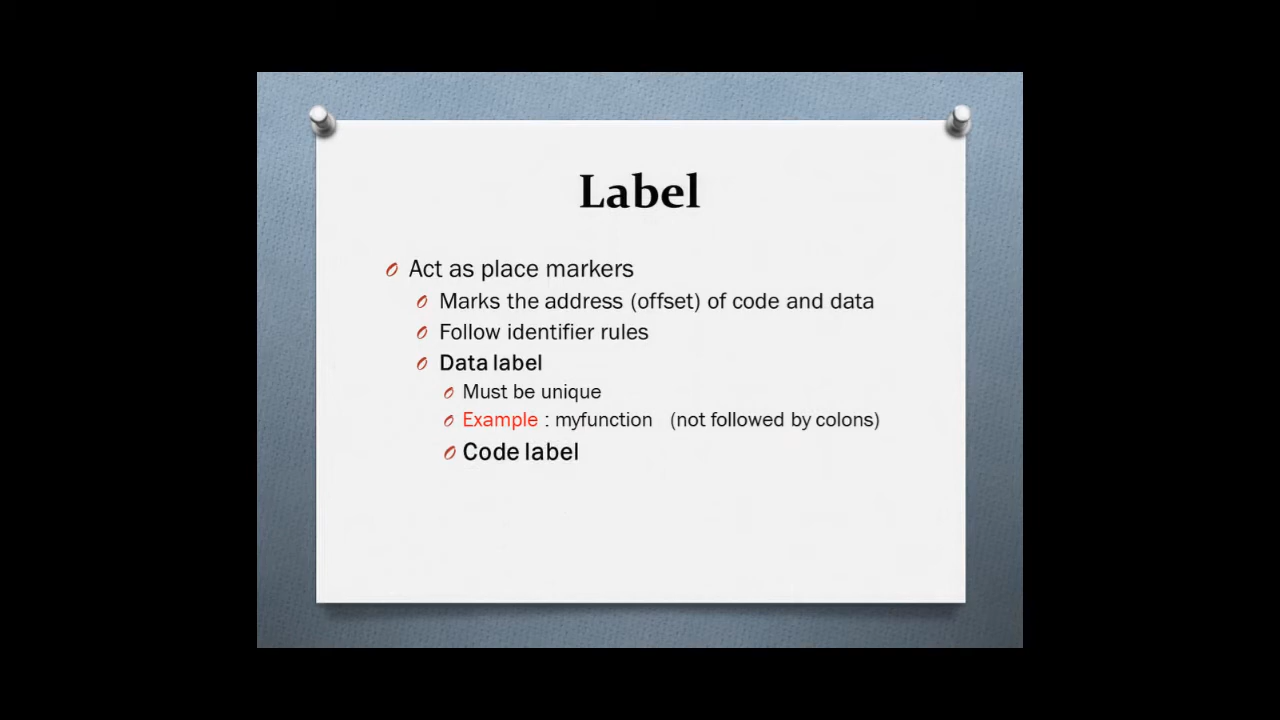 Label
Act as place markers
Marks the address (offset) of code and data
Follow identifier rules
Data label
Must be unique
Example : myfunction (not followed by colons)
Code label